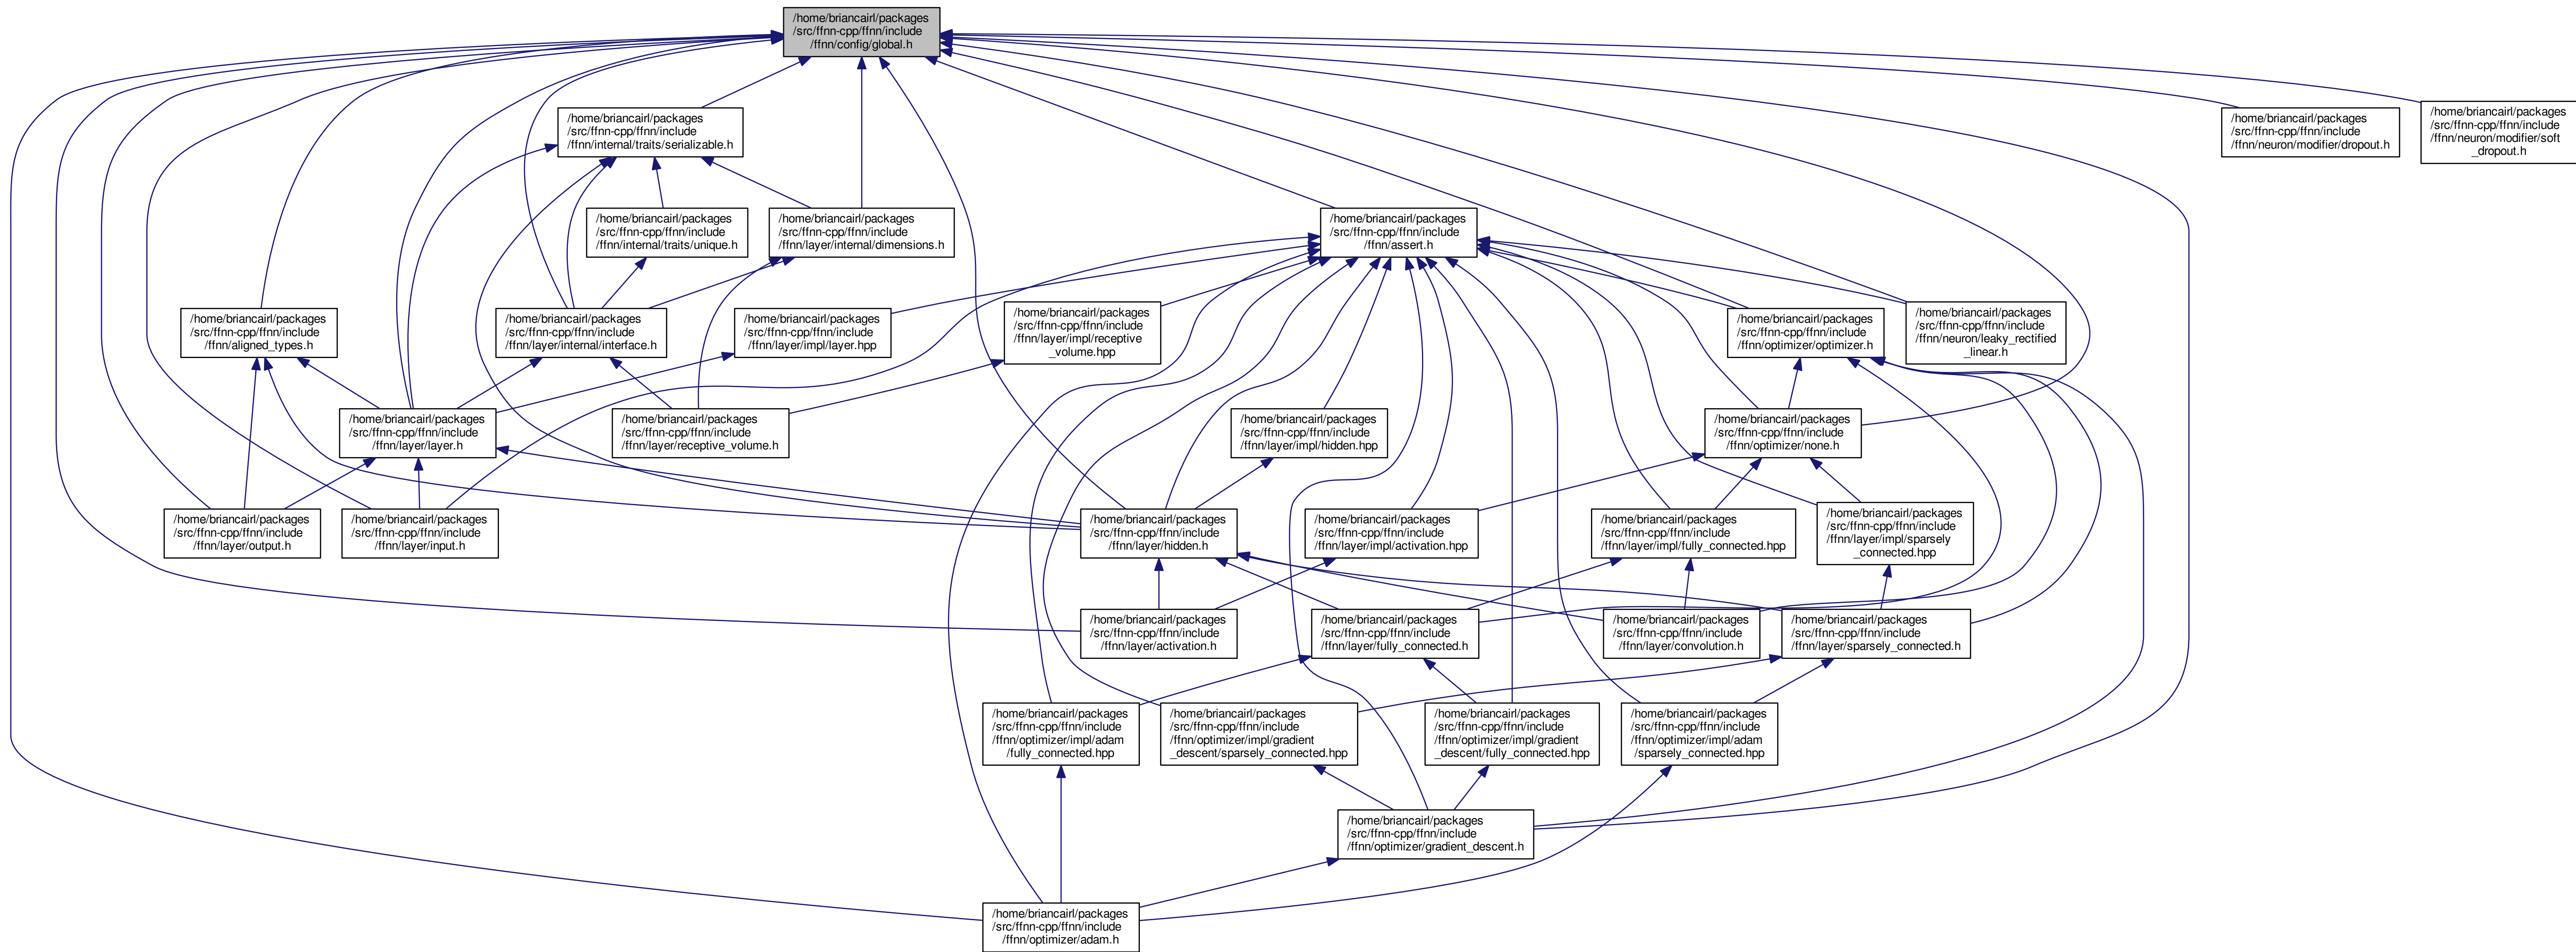 /home/briancairl/packages
/src/ffnn-cpp/ffnn/include
/ffnn/config/global.h
/home/briancairl/packages
/src/ffnn-cpp/ffnn/include
/ffnn/internal/traits/serializable.h
/home/briancairl/packages
/src/ffnn-cpp/ffnn/include
/ffnn/neuron/modifier/dropout.h
/home/briancairl/packages
/src/ffnn-cpp/ffnn/include
/ffnn/neuron/modifier/soft
_dropout.h
/home/briancairl/packages
/src/ffnn-cpp/ffnn/include
/ffnn/internal/traits/unique.h
/home/briancairl/packages
/src/ffnn-cpp/ffnn/include
/ffnn/layer/internal/dimensions.h
/home/briancairl/packages
/src/ffnn-cpp/ffnn/include
/ffnn/assert.h
/home/briancairl/packages
/src/ffnn-cpp/ffnn/include
/ffnn/aligned_types.h
/home/briancairl/packages
/src/ffnn-cpp/ffnn/include
/ffnn/layer/internal/interface.h
/home/briancairl/packages
/src/ffnn-cpp/ffnn/include
/ffnn/layer/impl/layer.hpp
/home/briancairl/packages
/src/ffnn-cpp/ffnn/include
/ffnn/layer/impl/receptive
_volume.hpp
/home/briancairl/packages
/src/ffnn-cpp/ffnn/include
/ffnn/optimizer/optimizer.h
/home/briancairl/packages
/src/ffnn-cpp/ffnn/include
/ffnn/neuron/leaky_rectified
_linear.h
/home/briancairl/packages
/src/ffnn-cpp/ffnn/include
/ffnn/layer/layer.h
/home/briancairl/packages
/src/ffnn-cpp/ffnn/include
/ffnn/layer/receptive_volume.h
/home/briancairl/packages
/src/ffnn-cpp/ffnn/include
/ffnn/layer/impl/hidden.hpp
/home/briancairl/packages
/src/ffnn-cpp/ffnn/include
/ffnn/optimizer/none.h
/home/briancairl/packages
/src/ffnn-cpp/ffnn/include
/ffnn/layer/output.h
/home/briancairl/packages
/src/ffnn-cpp/ffnn/include
/ffnn/layer/input.h
/home/briancairl/packages
/src/ffnn-cpp/ffnn/include
/ffnn/layer/hidden.h
/home/briancairl/packages
/src/ffnn-cpp/ffnn/include
/ffnn/layer/impl/activation.hpp
/home/briancairl/packages
/src/ffnn-cpp/ffnn/include
/ffnn/layer/impl/fully_connected.hpp
/home/briancairl/packages
/src/ffnn-cpp/ffnn/include
/ffnn/layer/impl/sparsely
_connected.hpp
/home/briancairl/packages
/src/ffnn-cpp/ffnn/include
/ffnn/layer/activation.h
/home/briancairl/packages
/src/ffnn-cpp/ffnn/include
/ffnn/layer/fully_connected.h
/home/briancairl/packages
/src/ffnn-cpp/ffnn/include
/ffnn/layer/convolution.h
/home/briancairl/packages
/src/ffnn-cpp/ffnn/include
/ffnn/layer/sparsely_connected.h
/home/briancairl/packages
/src/ffnn-cpp/ffnn/include
/ffnn/optimizer/impl/adam
/fully_connected.hpp
/home/briancairl/packages
/src/ffnn-cpp/ffnn/include
/ffnn/optimizer/impl/gradient
_descent/sparsely_connected.hpp
/home/briancairl/packages
/src/ffnn-cpp/ffnn/include
/ffnn/optimizer/impl/gradient
_descent/fully_connected.hpp
/home/briancairl/packages
/src/ffnn-cpp/ffnn/include
/ffnn/optimizer/impl/adam
/sparsely_connected.hpp
/home/briancairl/packages
/src/ffnn-cpp/ffnn/include
/ffnn/optimizer/gradient_descent.h
/home/briancairl/packages
/src/ffnn-cpp/ffnn/include
/ffnn/optimizer/adam.h